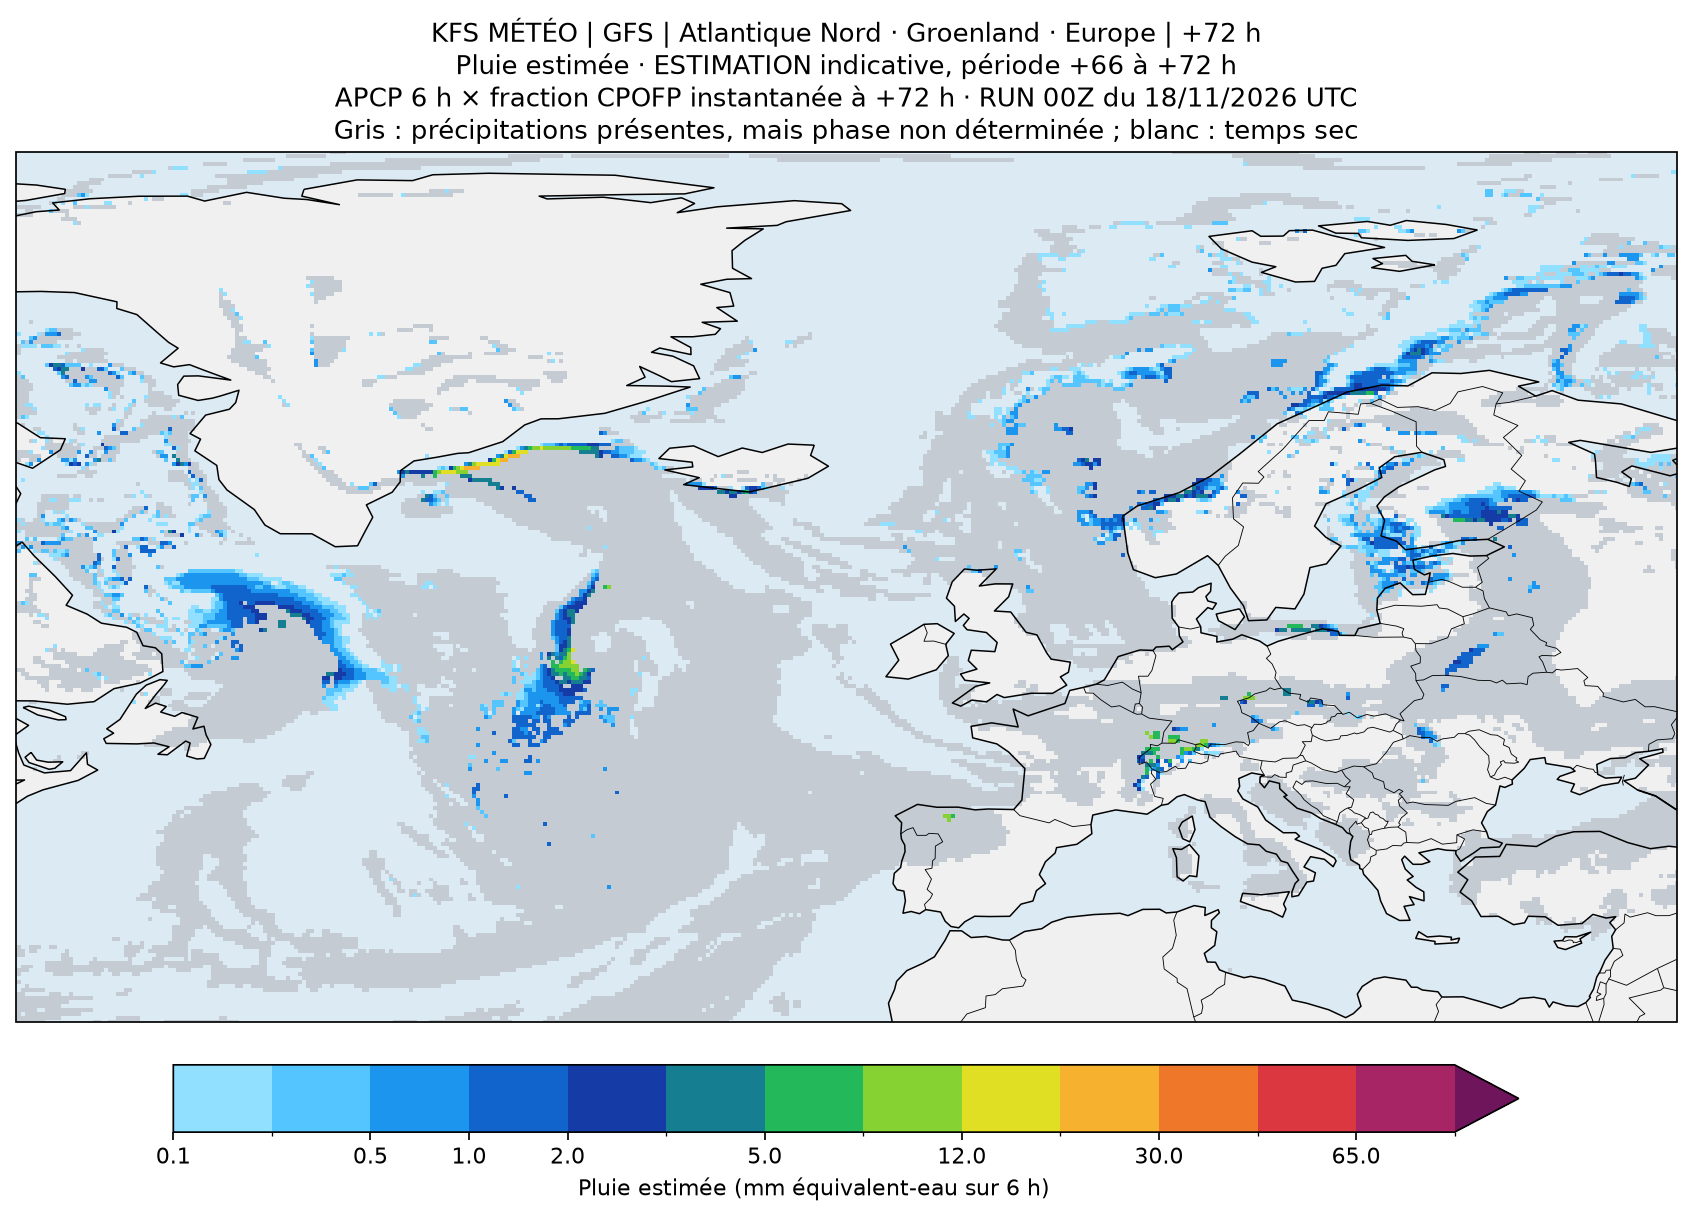 KFS MÉTÉO | GFS | Atlantique Nord · Groenland · Europe | +72 h
Pluie estimée · ESTIMATION indicative, période +66 à +72 h
APCP 6 h × fraction CPOFP instantanée à +72 h · RUN 00Z du 18/11/2026 UTC
Gris : précipitations présentes, mais phase non déterminée ; blanc : temps sec
0.1 0.5 1.0 2.0 5.0 12.0 30.0 65.0
Pluie estimée (mm équivalent-eau sur 6 h)